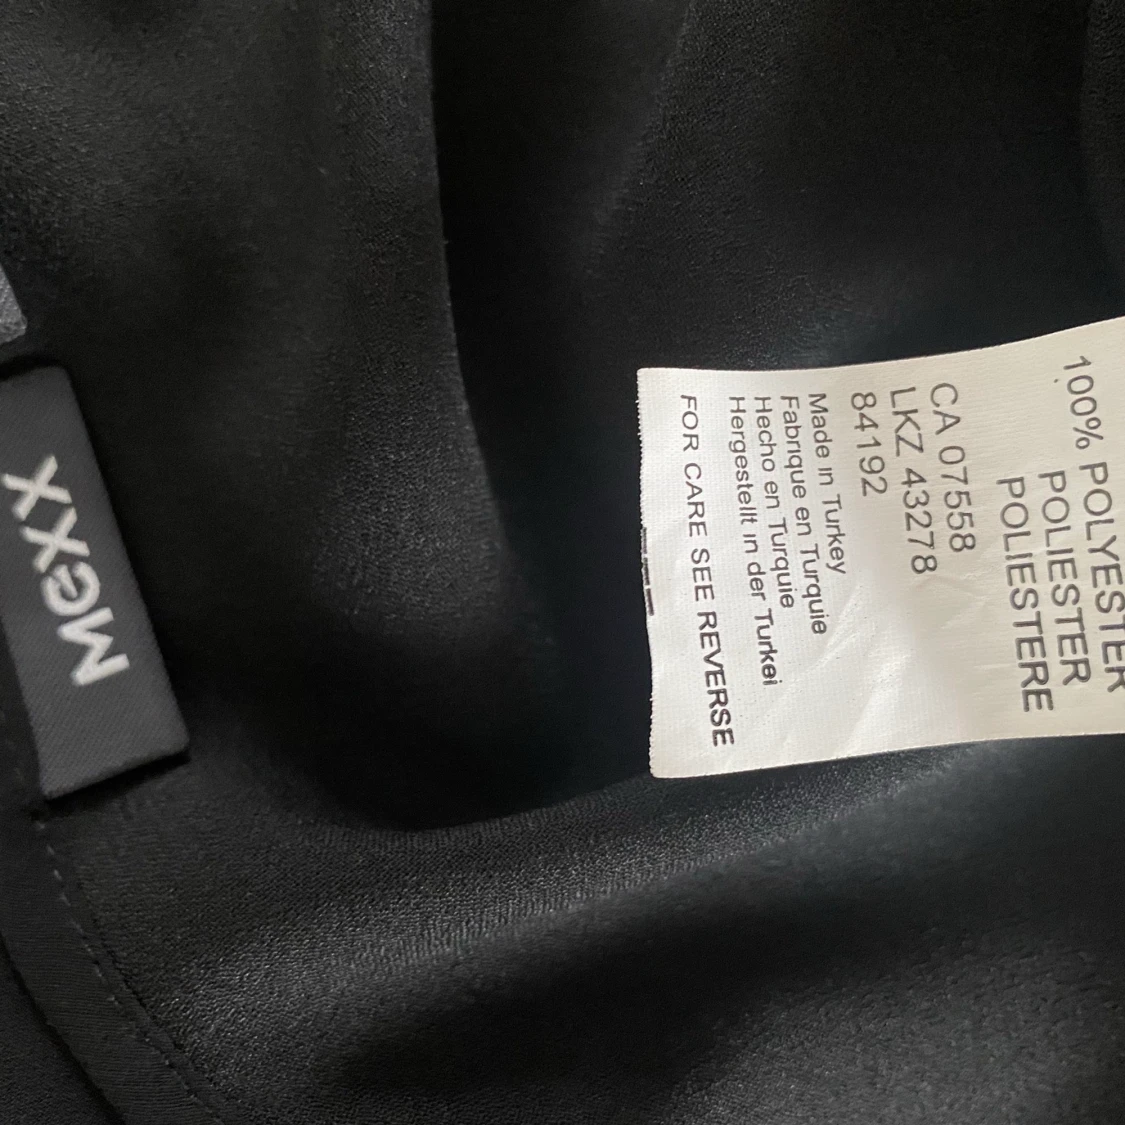 Mexx
100% POLYESTER
POLIESTER
POLIESTERE
CA 07558
LKZ 43278
84192
Made in Turkey
Fabrique en Turquie
Hecho en Turquie
Hergestellt in der Turkei
FOR CARE SEE REVERSE